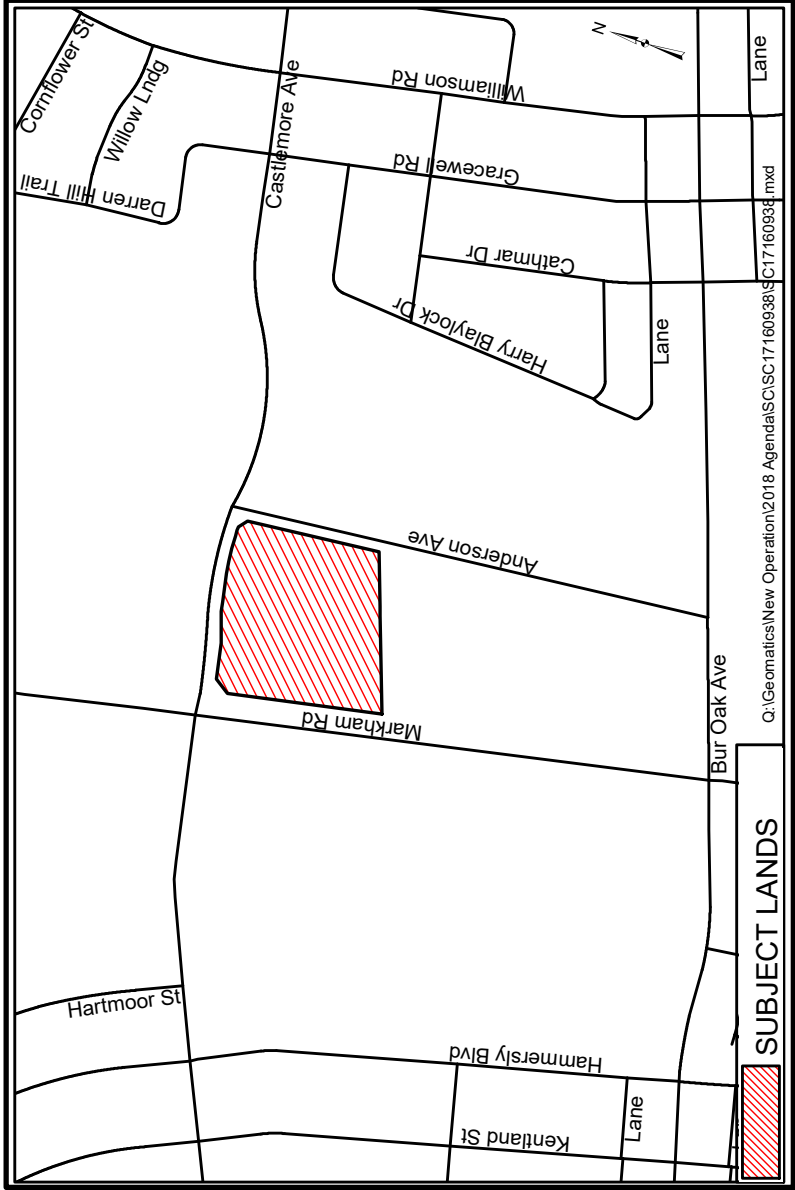 Cornflower St
Willow Lndg
Darren Hill Trail
Castlemore Ave
Williamson Rd
Gracewell Rd
Cathmar Dr
Harry Blaylock Dr
N
Lane
Lane
Anderson Ave
Markham Rd
Bur Oak Ave
Hartmoor St
Hammersly Blvd
Kentland St
Lane
Q:\Geomatics\New Operation\2018 Agenda\SC\SC17160938\SC17160938.mxd
SUBJECT LANDS